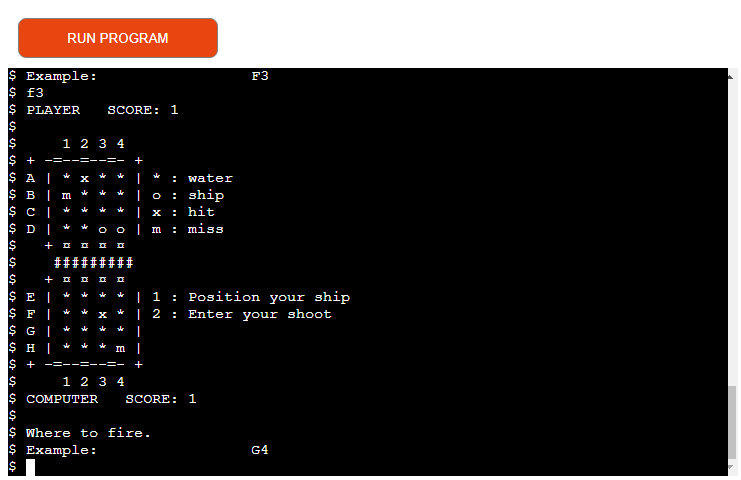 RUN PROGRAM
$ Example:                 F3
$ f3
$ PLAYER   SCORE: 1
$
$     1 2 3 4
$ + -=--=--=- +
$ A | * x * * | * : water
$ B | m * * * | o : ship
$ C | * * * * | x : hit
$ D | * * o o | m : miss
$   + ¤ ¤ ¤ ¤
$    #########
$   + ¤ ¤ ¤ ¤
$ E | * * * * | 1 : Position your ship
$ F | * * x * | 2 : Enter your shoot
$ G | * * * * |
$ H | * * * m |
$ + -=--=--=- +
$     1 2 3 4
$ COMPUTER   SCORE: 1
$
$ Where to fire.
$ Example:                 G4
$